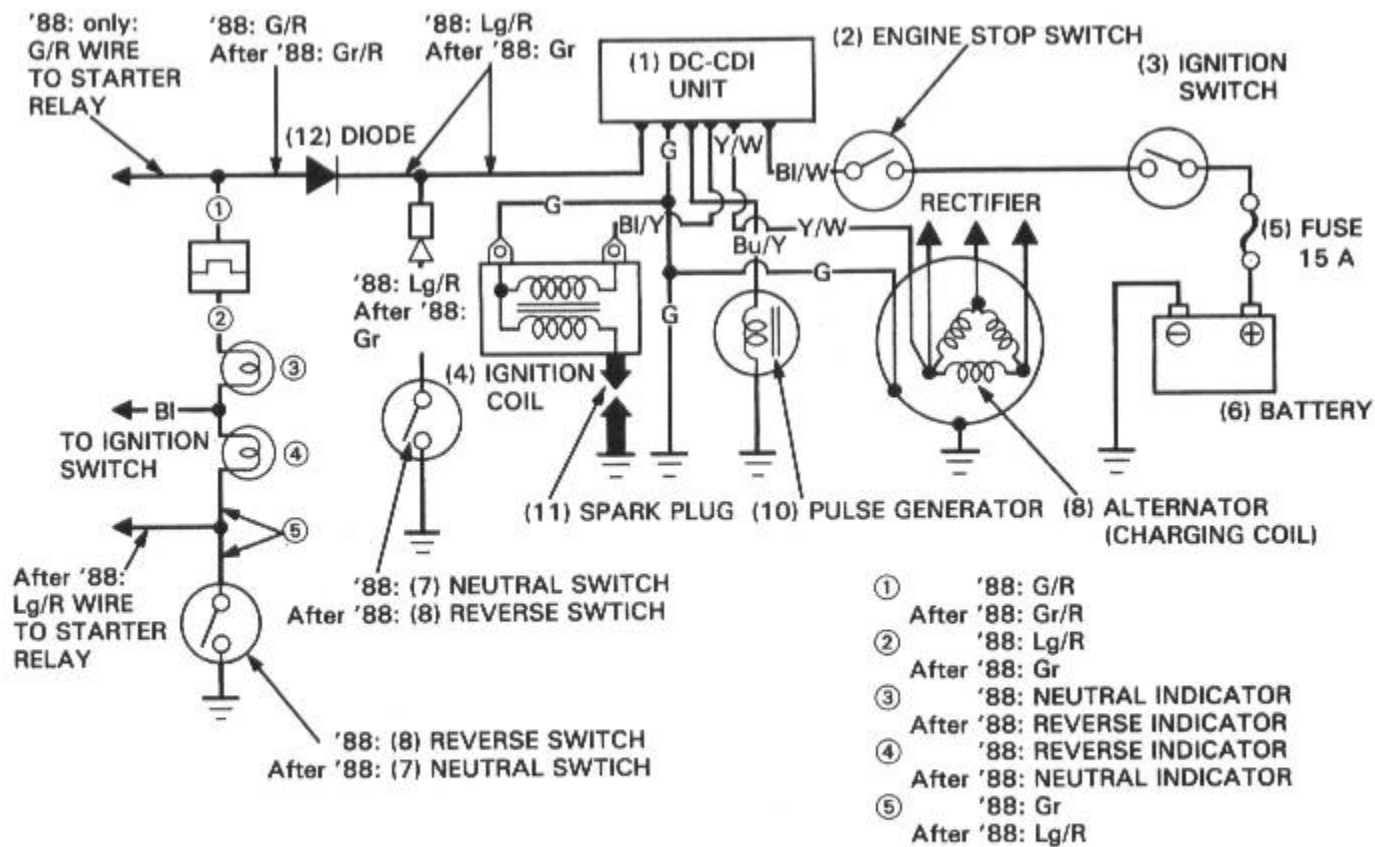 '88: only:
G/R WIRE
TO STARTER
RELAY
'88: G/R
After '88: Gr/R
'88: Lg/R
After '88: Gr
(1) DC-CDI
UNIT
(2) ENGINE STOP SWITCH
(3) IGNITION
SWITCH
(12) DIODE
G
Y/W
Bl/W
①
G
Bl/Y
Bu/Y
Y/W
RECTIFIER
(5) FUSE
15 A
G
'88: Lg/R
After '88:
Gr
②
G
③
(4) IGNITION
COIL
⊖
⊕
(6) BATTERY
Bl
TO IGNITION
SWITCH
④
(11) SPARK PLUG
(10) PULSE GENERATOR
(8) ALTERNATOR
(CHARGING COIL)
⑤
After '88:
Lg/R WIRE
TO STARTER
RELAY
'88: (7) NEUTRAL SWITCH
After '88: (8) REVERSE SWTICH
'88: (8) REVERSE SWITCH
After '88: (7) NEUTRAL SWTICH
① '88: G/R
After '88: Gr/R
② '88: Lg/R
After '88: Gr
③ '88: NEUTRAL INDICATOR
After '88: REVERSE INDICATOR
④ '88: REVERSE INDICATOR
After '88: NEUTRAL INDICATOR
⑤ '88: Gr
After '88: Lg/R